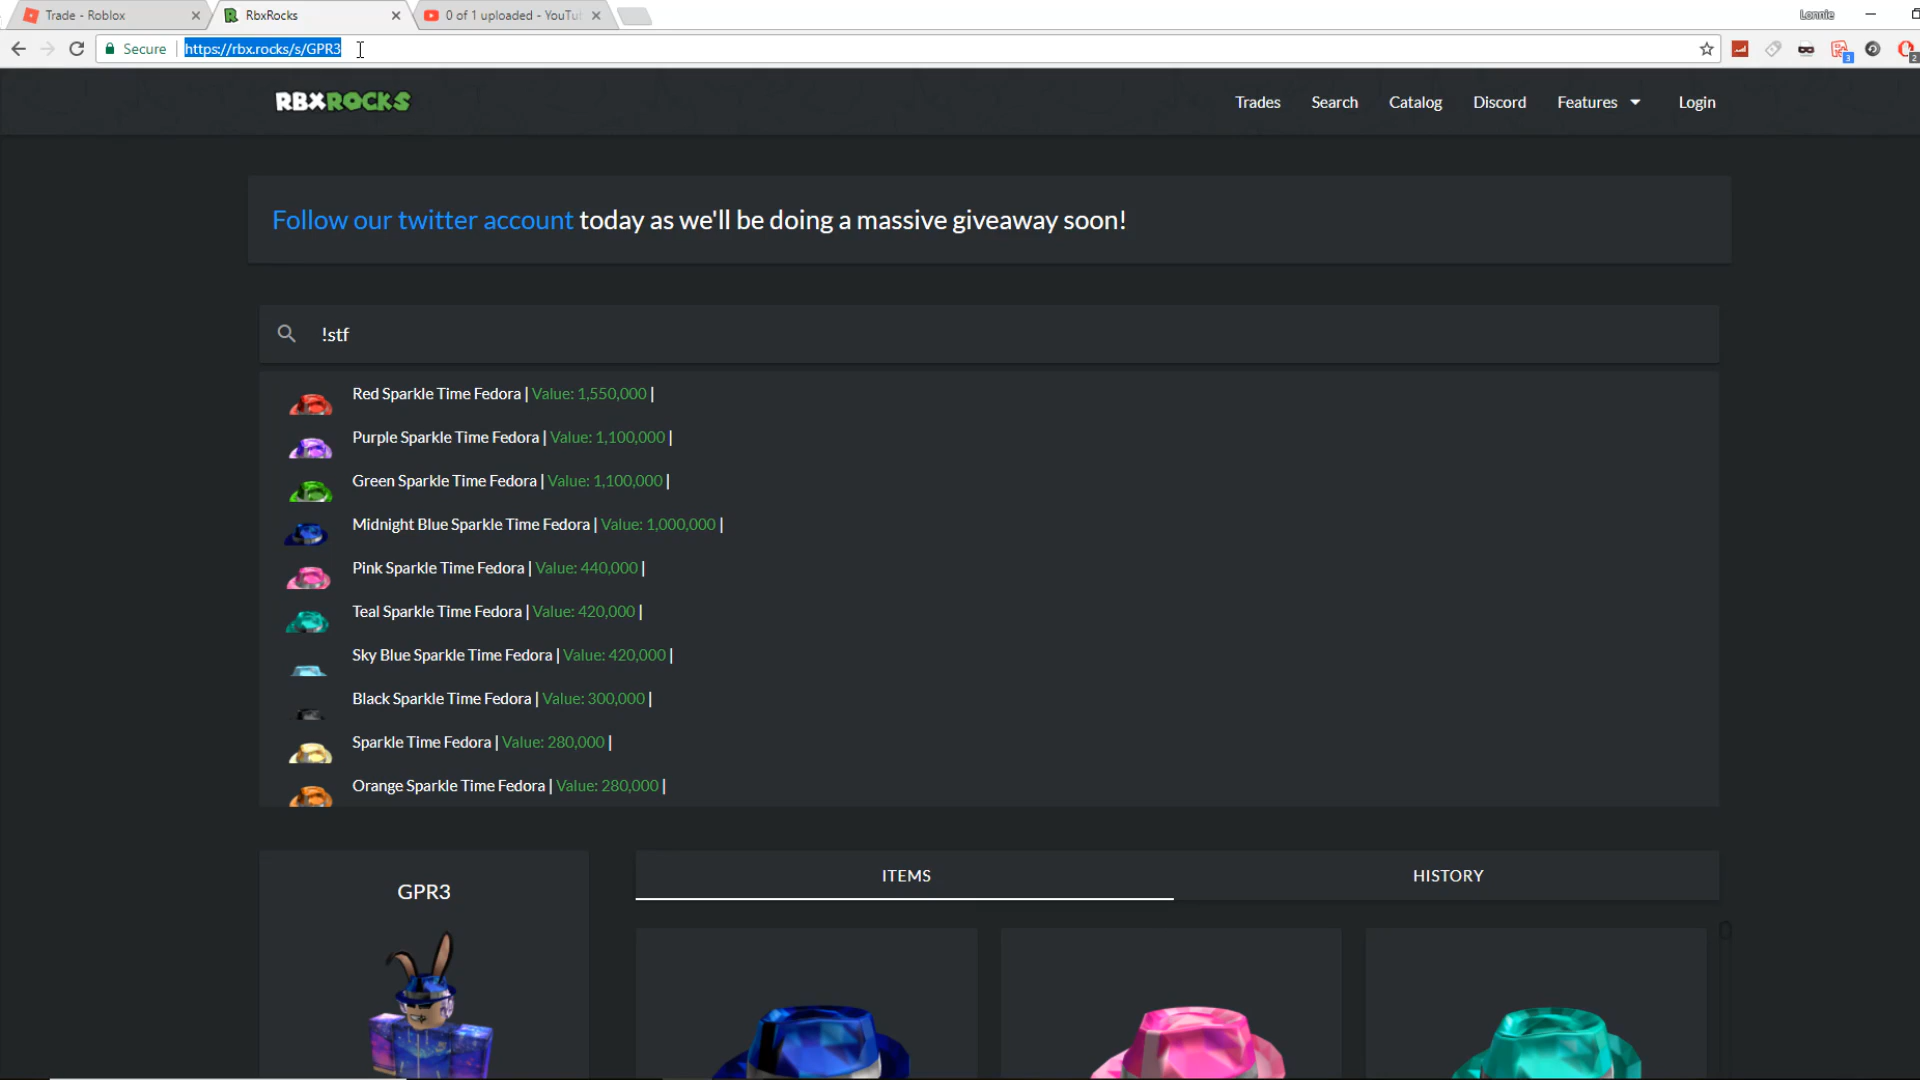 Trade - Roblox
RbxRocks
0 of 1 uploaded - YouTu
Lonnie
Secure
https://rbx.rocks/s/GPR3
3
2
RBXROCKS
Trades
Search
Catalog
Discord
Features
Login
Follow our twitter account today as we'll be doing a massive giveaway soon!
!stf
Red Sparkle Time Fedora | Value: 1,550,000 |
Purple Sparkle Time Fedora | Value: 1,100,000 |
Green Sparkle Time Fedora | Value: 1,100,000 |
Midnight Blue Sparkle Time Fedora | Value: 1,000,000 |
Pink Sparkle Time Fedora | Value: 440,000 |
Teal Sparkle Time Fedora | Value: 420,000 |
Sky Blue Sparkle Time Fedora | Value: 420,000 |
Black Sparkle Time Fedora | Value: 300,000 |
Sparkle Time Fedora | Value: 280,000 |
Orange Sparkle Time Fedora | Value: 280,000 |
GPR3
ITEMS
HISTORY